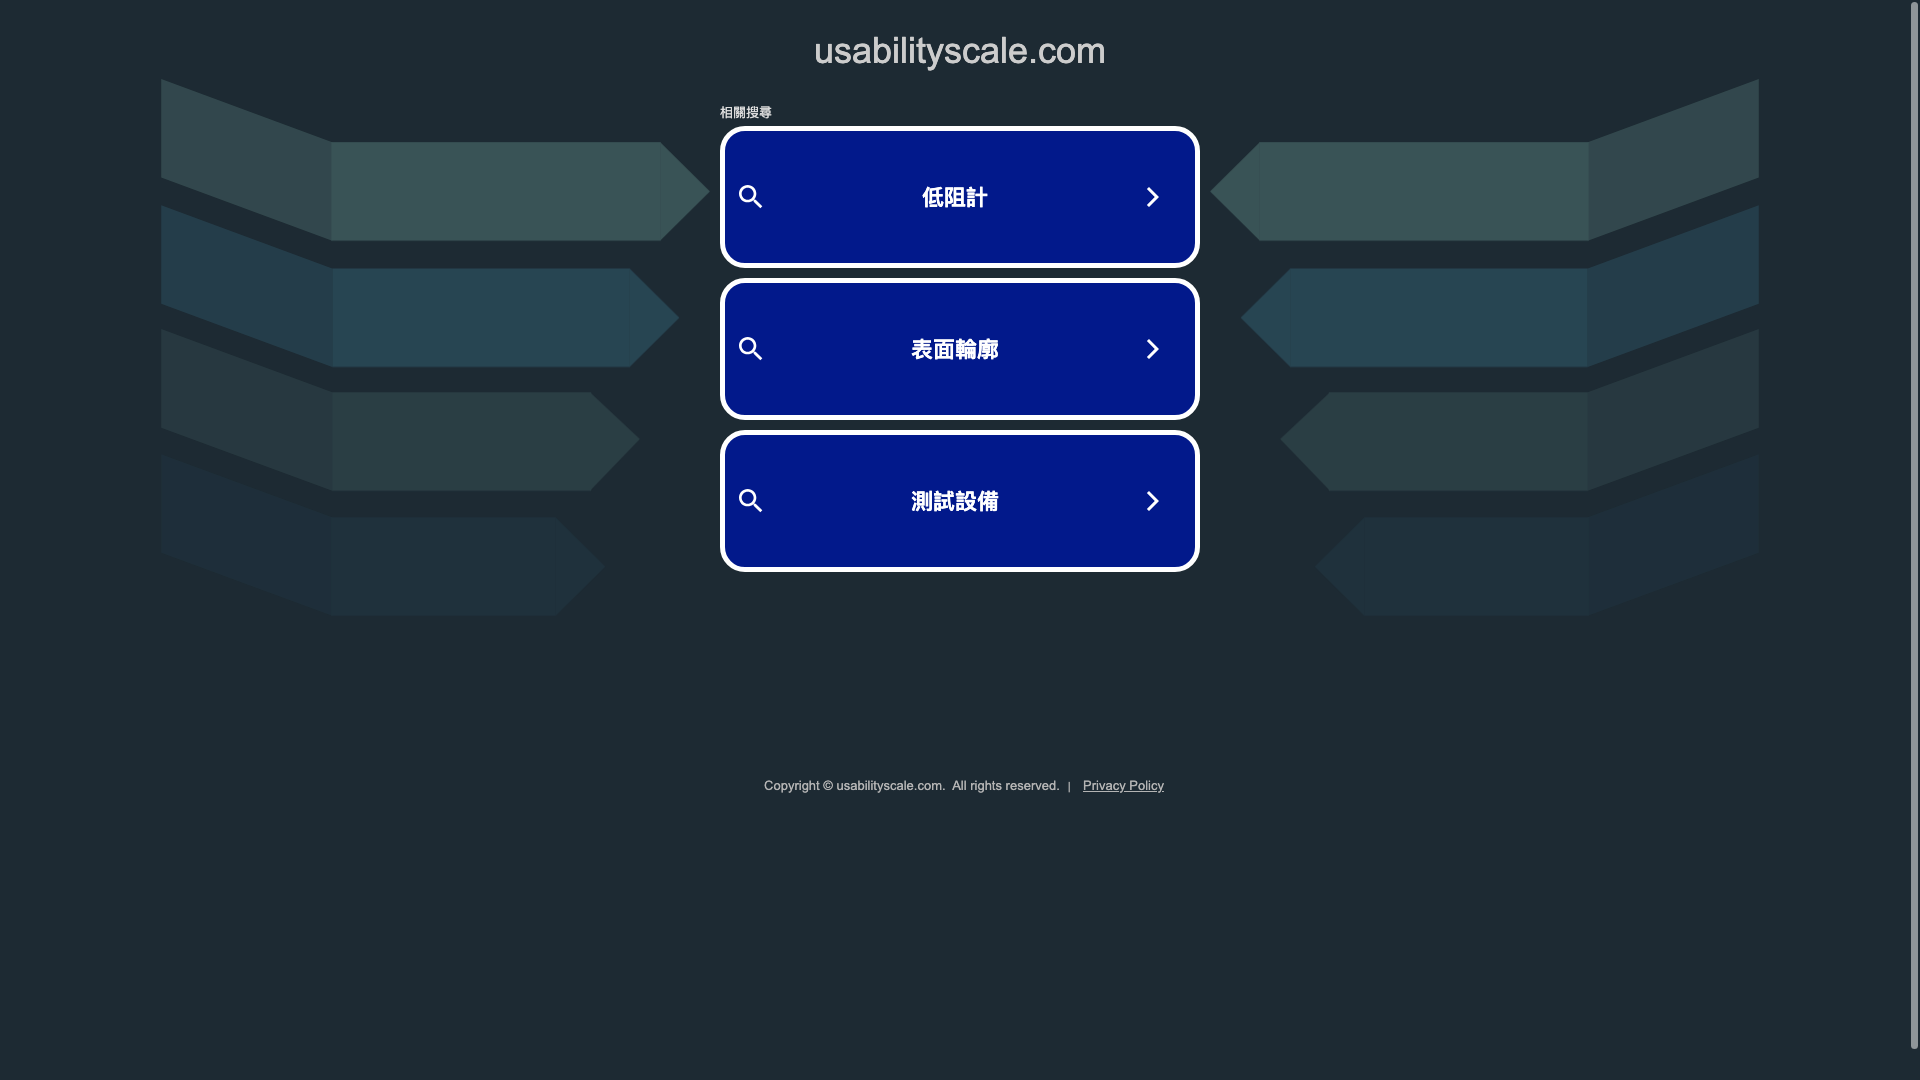 usabilityscale.com
相關搜尋
低阻計
表面輪廓
測試設備
Copyright © usabilityscale.com.  All rights reserved.  |  Privacy Policy